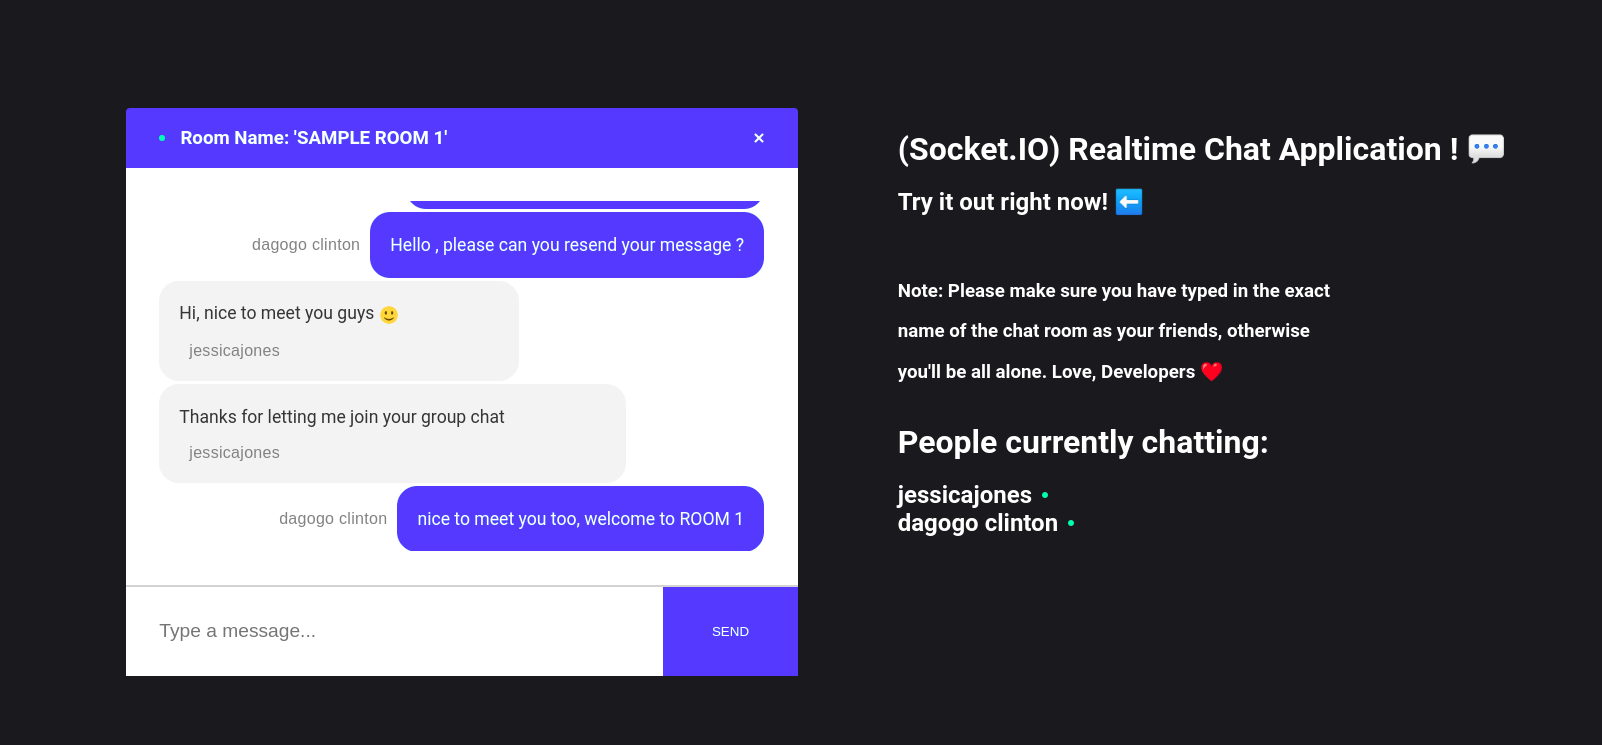 Room Name: 'SAMPLE ROOM 1'
×
dagogo clinton
Hello , please can you resend your message ?
Hi, nice to meet you guys 🙂
jessicajones
Thanks for letting me join your group chat
jessicajones
dagogo clinton
nice to meet you too, welcome to ROOM 1
Type a message...
SEND
(Socket.IO) Realtime Chat Application ! 💬
Try it out right now! ⬅️
Note: Please make sure you have typed in the exact
name of the chat room as your friends, otherwise
you'll be all alone. Love, Developers ❤️
People currently chatting:
jessicajones
dagogo clinton